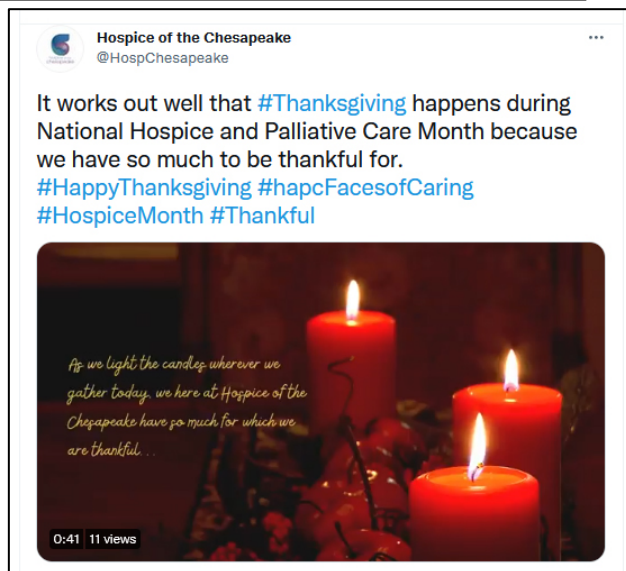 Hospice of the Chesapeake
@HospChesapeake
It works out well that #Thanksgiving happens during
National Hospice and Palliative Care Month because
we have so much to be thankful for.
#HappyThanksgiving #hapcFacesofCaring
#HospiceMonth #Thankful
As we light the candles wherever we
gather today, we here at Hospice of the
Chesapeake have so much for which we
are thankful. . .
0:41 11 views